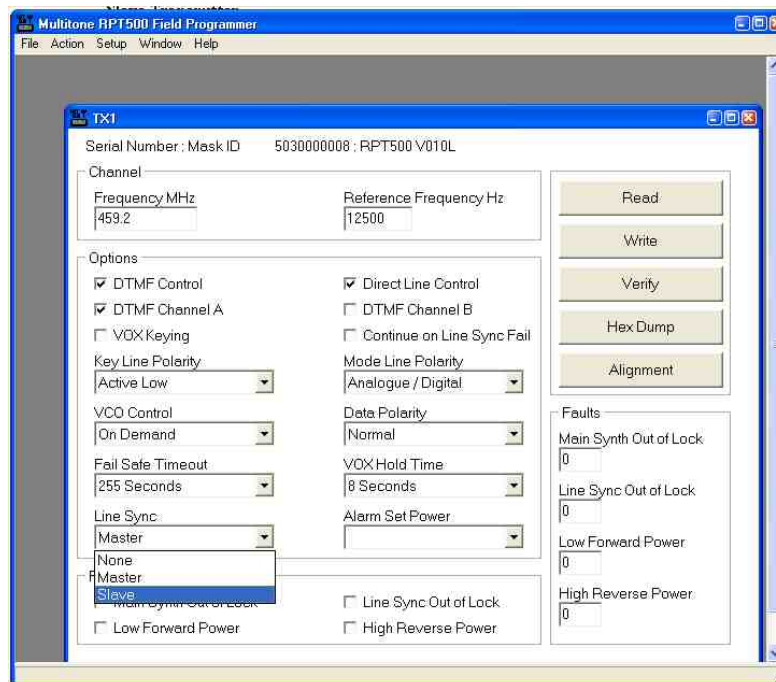 Multitone RPT500 Field Programmer
File Action Setup Window Help
TX1
Serial Number : Mask ID 5030000008 : RPT500 V010L
Channel
Frequency MHz
459.2
Reference Frequency Hz
12500
Options
DTMF Control
Direct Line Control
DTMF Channel A
DTMF Channel B
VOX Keying
Continue on Line Sync Fail
Key Line Polarity
Active Low
Mode Line Polarity
Analogue / Digital
VCO Control
On Demand
Data Polarity
Normal
Fail Safe Timeout
255 Seconds
VOX Hold Time
8 Seconds
Line Sync
Master
Alarm Set Power
None
Master
Slave
Line Sync Out of Lock
Low Forward Power
High Reverse Power
Read
Write
Verify
Hex Dump
Alignment
Faults
Main Synth Out of Lock
0
Line Sync Out of Lock
0
Low Forward Power
0
High Reverse Power
0